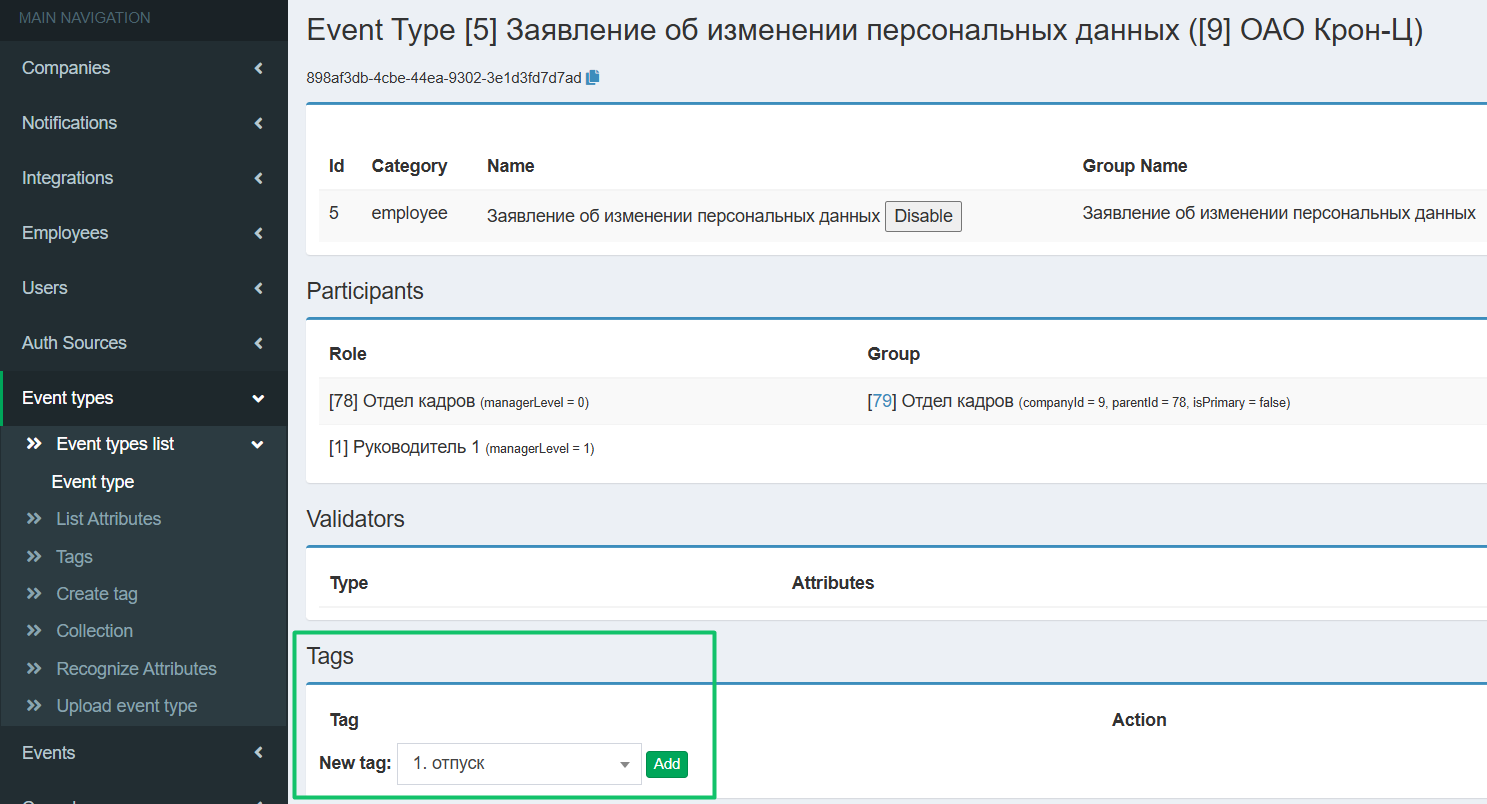 MAIN NAVIGATION
Companies
Notifications
Integrations
Employees
Users
Auth Sources
Event types
Event types list
Event type
List Attributes
Tags
Create tag
Collection
Recognize Attributes
Upload event type
Events
Event Type [5] Заявление об изменении персональных данных ([9] ОАО Крон-Ц)
898af3db-4cbe-44ea-9302-3e1d3fd7d7ad
Id Category Name Group Name
5 employee Заявление об изменении персональных данных Disable Заявление об изменении персональных данных
Participants
Role Group
[78] Отдел кадров (managerLevel = 0) [79] Отдел кадров (companyId = 9, parentId = 78, isPrimary = false)
[1] Руководитель 1 (managerLevel = 1)
Validators
Type Attributes
Tags
Tag Action
New tag: 1. отпуск Add